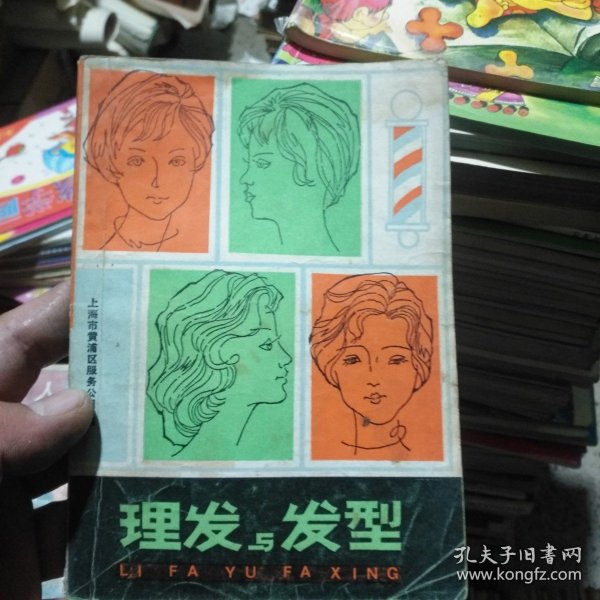 上海市黄浦区服务公
理发与发型
LI FA YU FA XING
孔夫子旧书网
www.kongfz.com